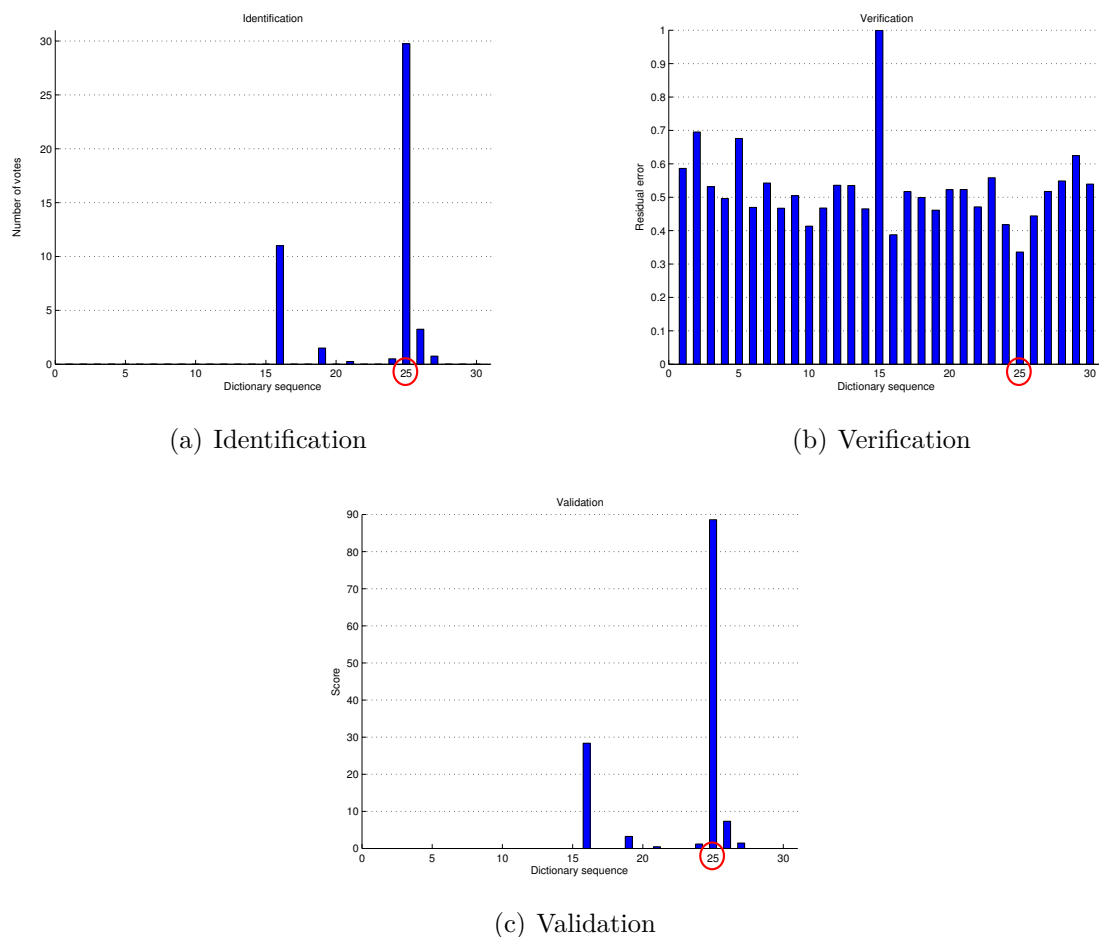 Identification
30
25
20
15
10
5
0
Number of votes
0 5 10 15 20 25 30
Dictionary sequence
(a) Identification
Verification
1
0.9
0.8
0.7
0.6
0.5
0.4
0.3
0.2
0.1
0
Residual error
0 5 10 15 20 25 30
Dictionary sequence
(b) Verification
Validation
90
80
70
60
50
40
30
20
10
0
Score
0 5 10 15 20 25 30
Dictionary sequence
(c) Validation